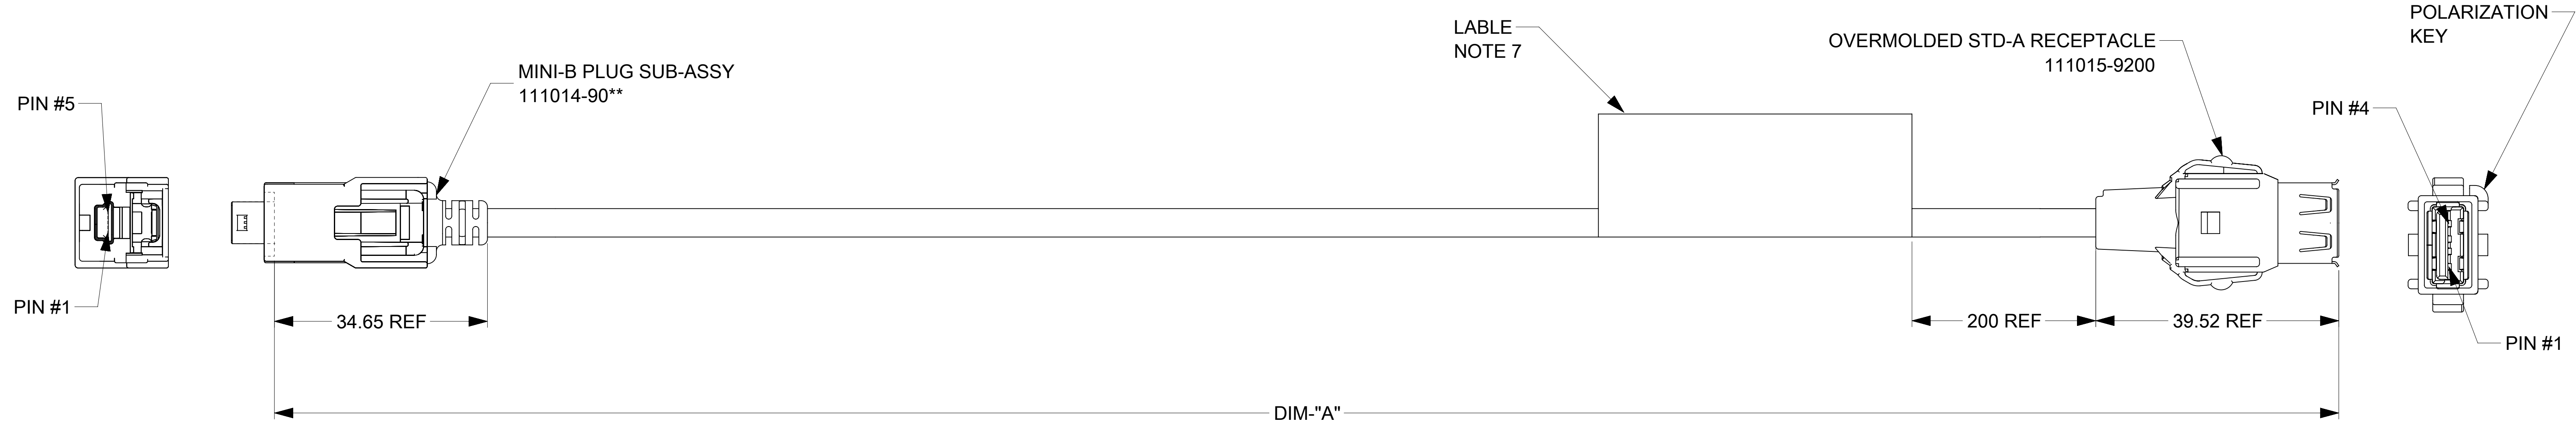 POLARIZATION
KEY
LABLE
NOTE 7
OVERMOLDED STD-A RECEPTACLE
111015-9200
MINI-B PLUG SUB-ASSY
111014-90**
PIN #5
PIN #4
PIN #1
34.65 REF
200 REF
39.52 REF
PIN #1
DIM-"A"